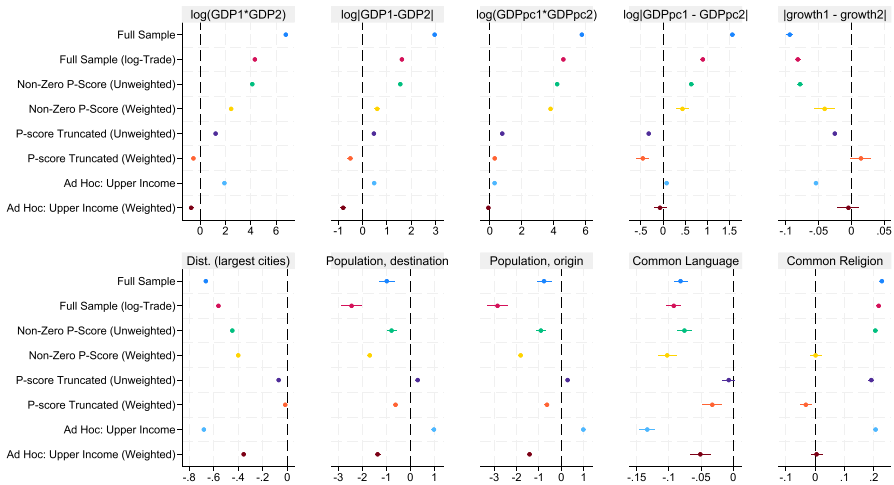 log(GDP1*GDP2) log|GDP1-GDP2| log(GDPpc1*GDPpc2) log|GDPpc1 - GDPpc2| |growth1 - growth2|
Full Sample
Full Sample (log-Trade)
Non-Zero P-Score (Unweighted)
Non-Zero P-Score (Weighted)
P-score Truncated (Unweighted)
P-score Truncated (Weighted)
Ad Hoc: Upper Income
Ad Hoc: Upper Income (Weighted)
0 2 4 6 -1 0 1 2 3 0 2 4 6 -.5 0 .5 1 1.5 -.1 -.05 0 .05
Dist. (largest cities) Population, destination Population, origin Common Language Common Religion
Full Sample
Full Sample (log-Trade)
Non-Zero P-Score (Unweighted)
Non-Zero P-Score (Weighted)
P-score Truncated (Unweighted)
P-score Truncated (Weighted)
Ad Hoc: Upper Income
Ad Hoc: Upper Income (Weighted)
-.8 -.6 -.4 -.2 0 -3 -2 -1 0 1 -3 -2 -1 0 1 -.15 -.1 -.05 0 -.1 0 .1 .2